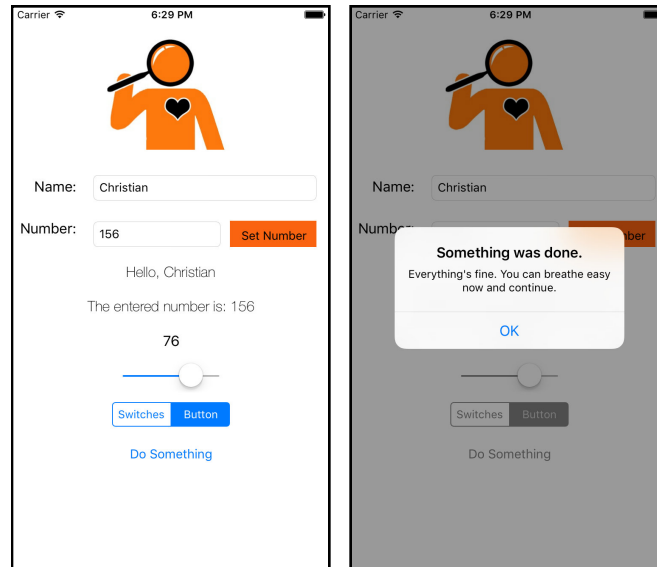 Carrier 6:29 PM
Name: Christian
Number: 156 Set Number
Hello, Christian
The entered number is: 156
76
Switches Button
Do Something
Carrier 6:29 PM
Name: Christian
Something was done.
Everything's fine. You can breathe easy
now and continue.
OK
Switches Button
Do Something